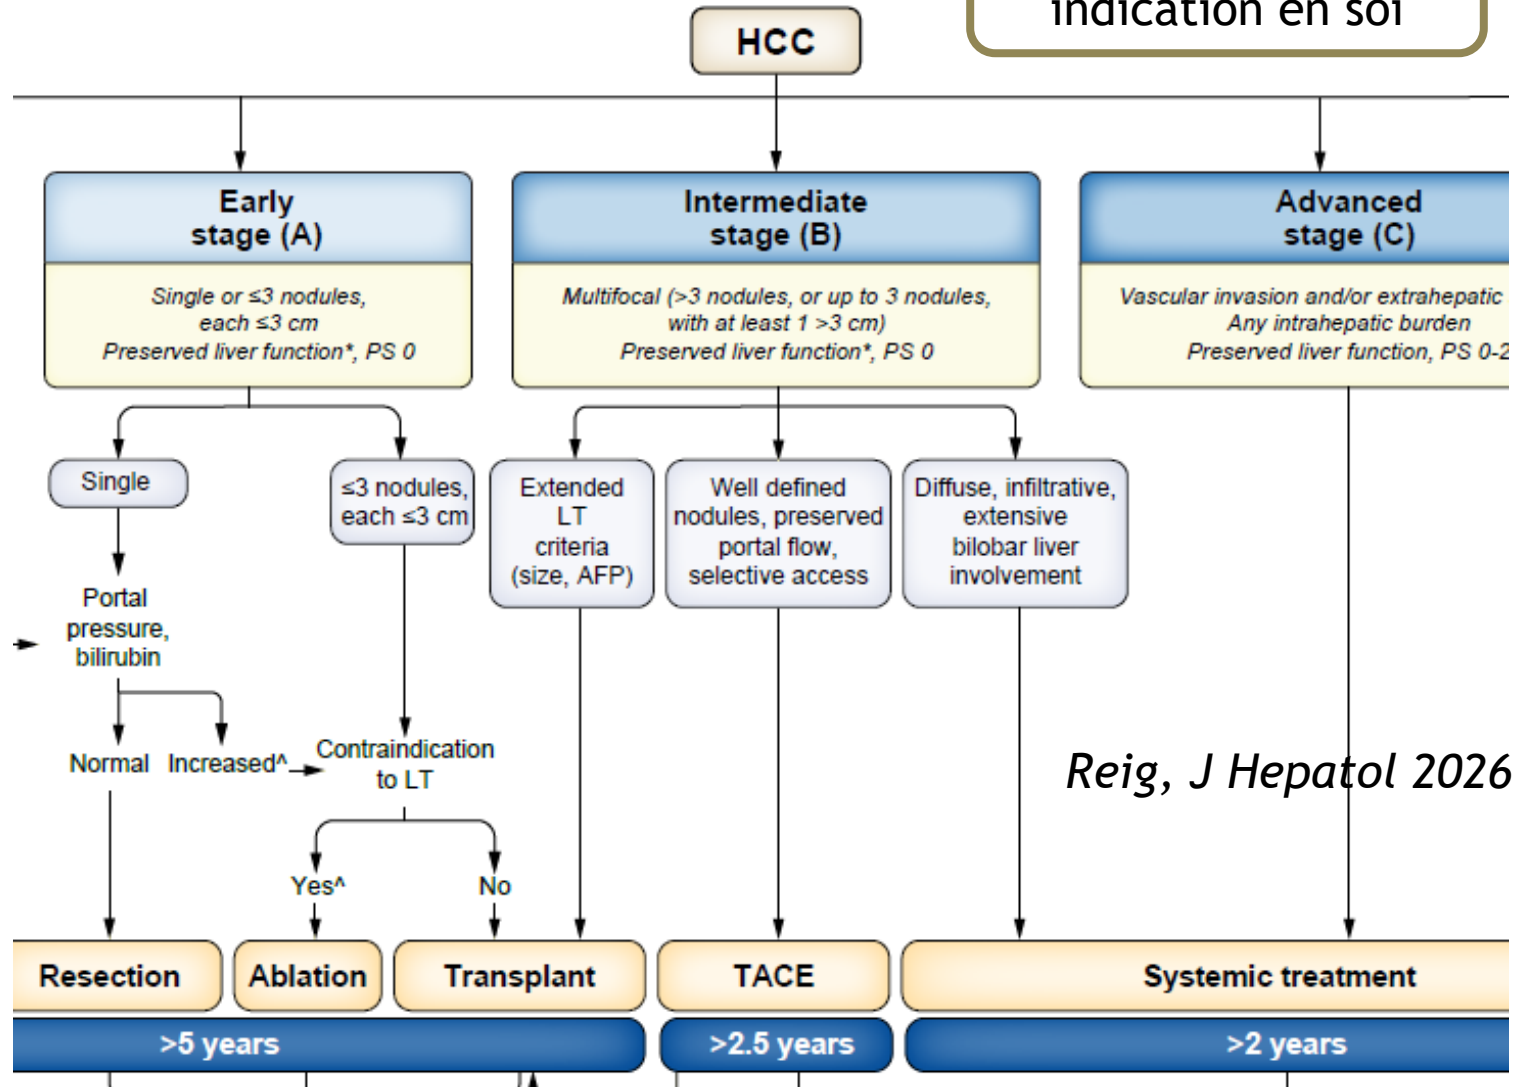 indication en soi
HCC
Early
stage (A)
Single or ≤3 nodules,
each ≤3 cm
Preserved liver function*, PS 0
Intermediate
stage (B)
Multifocal (>3 nodules, or up to 3 nodules,
with at least 1 >3 cm)
Preserved liver function*, PS 0
Advanced
stage (C)
Vascular invasion and/or extrahepatic
Any intrahepatic burden
Preserved liver function, PS 0-2
Single
≤3 nodules,
each ≤3 cm
Extended
LT
criteria
(size, AFP)
Well defined
nodules, preserved
portal flow,
selective access
Diffuse, infiltrative,
extensive
bilobar liver
involvement
Portal
pressure,
bilirubin
Normal
Increased^
Contraindication
to LT
Reig, J Hepatol 2026
Yes^
No
Resection
Ablation
Transplant
TACE
Systemic treatment
>5 years
>2.5 years
>2 years